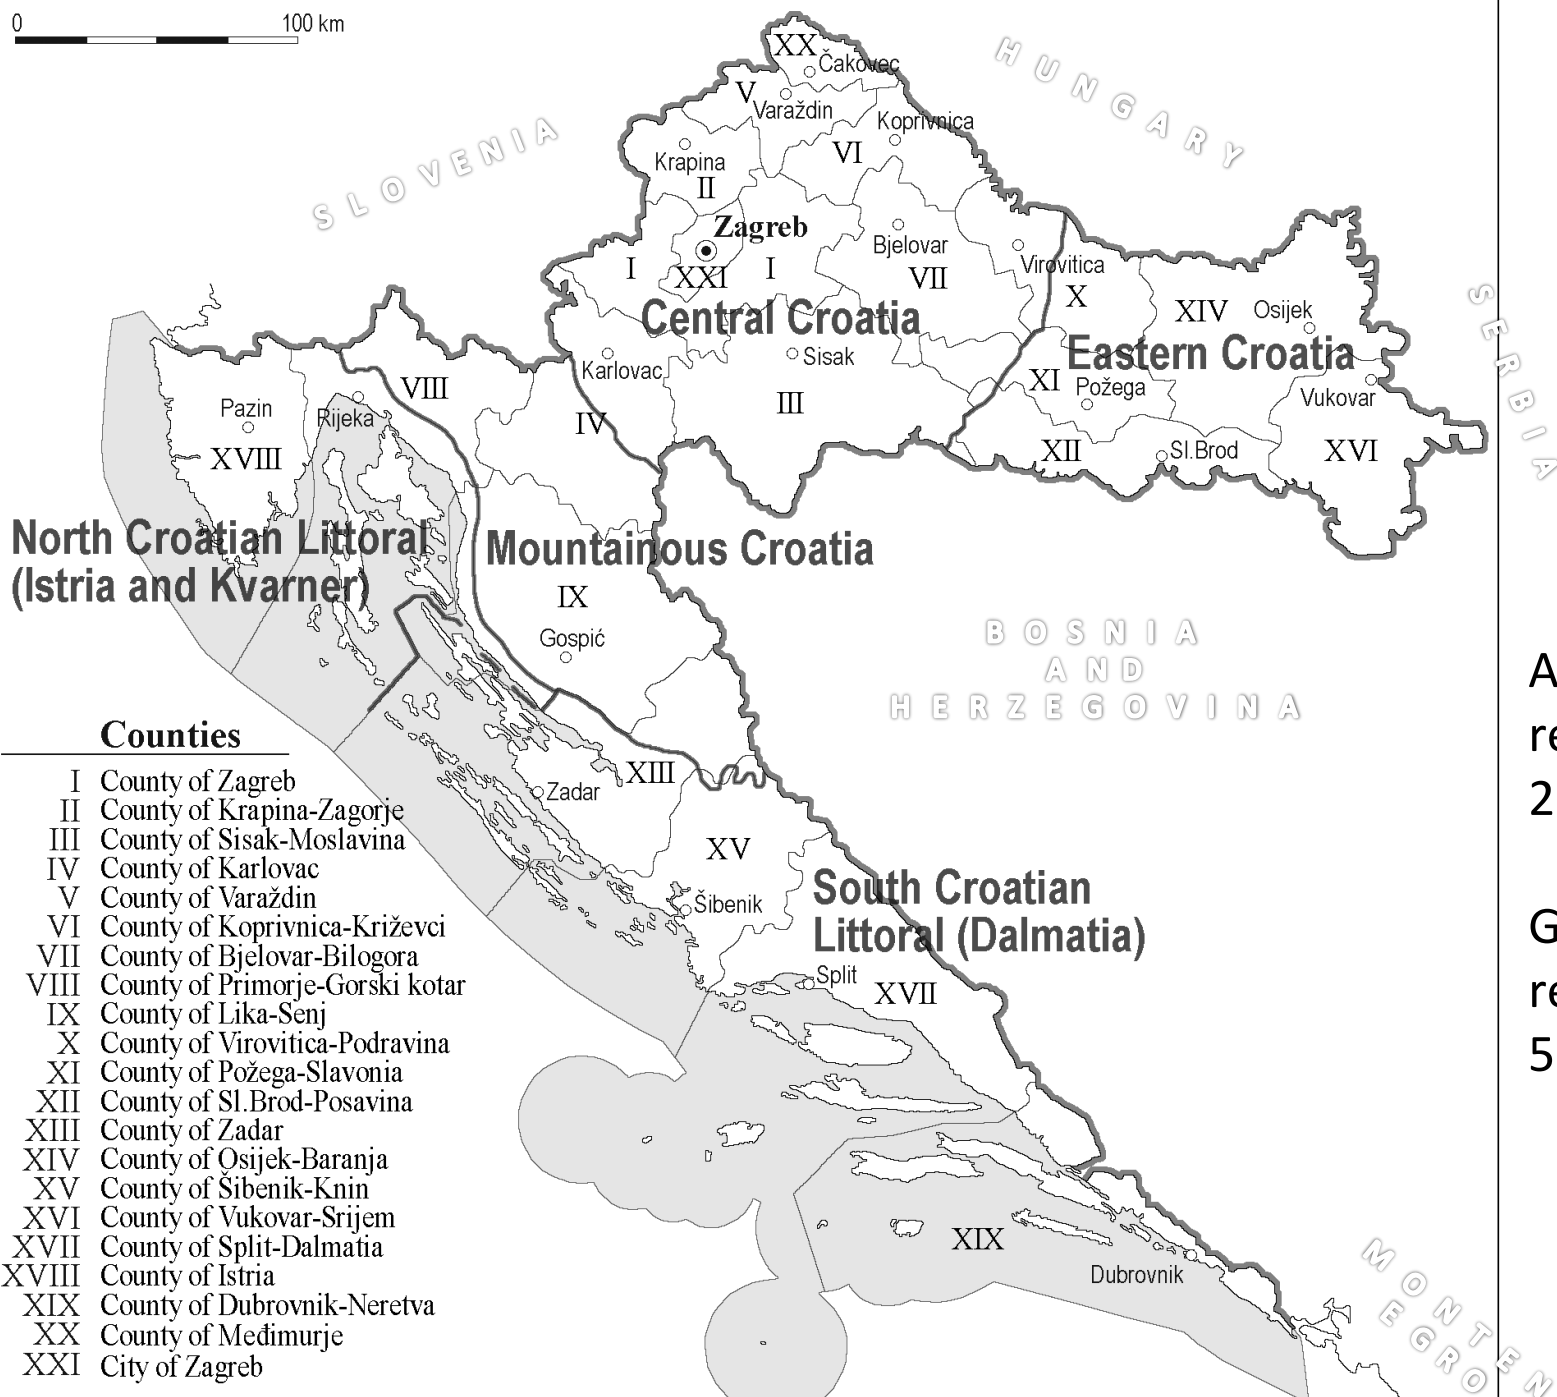 0 100 km
HUNGARY
SLOVENIA
SERBIA
XX
Čakovec
V
Varaždin
Koprivnica
VI
Krapina
II
Zagreb
I
XXI
I
Bjelovar
VII
Virovitica
X
XIV
Osijek
Central Croatia
Eastern Croatia
Karlovac
Sisak
VIII
XI
Požega
Vukovar
Pazin
Rijeka
IV
III
XVIII
XII
Sl.Brod
XVI
North Croatian Littoral
(Istria and Kvarner)
Mountainous Croatia
IX
Gospić
BOSNIA
AND
HERZEGOVINA
XIII
Zadar
XV
Šibenik
South Croatian
Littoral (Dalmatia)
Split
XVII
XIX
Dubrovnik
MONTEN
EGRO
Counties
I County of Zagreb
II County of Krapina-Zagorje
III County of Sisak-Moslavina
IV County of Karlovac
V County of Varaždin
VI County of Koprivnica-Križevci
VII County of Bjelovar-Bilogora
VIII County of Primorje-Gorski kotar
IX County of Lika-Senj
X County of Virovitica-Podravina
XI County of Požega-Slavonia
XII County of Sl.Brod-Posavina
XIII County of Zadar
XIV County of Osijek-Baranja
XV County of Šibenik-Knin
XVI County of Vukovar-Srijem
XVII County of Split-Dalmatia
XVIII County of Istria
XIX County of Dubrovnik-Neretva
XX County of Međimurje
XXI City of Zagreb
A
re
2
G
re
5